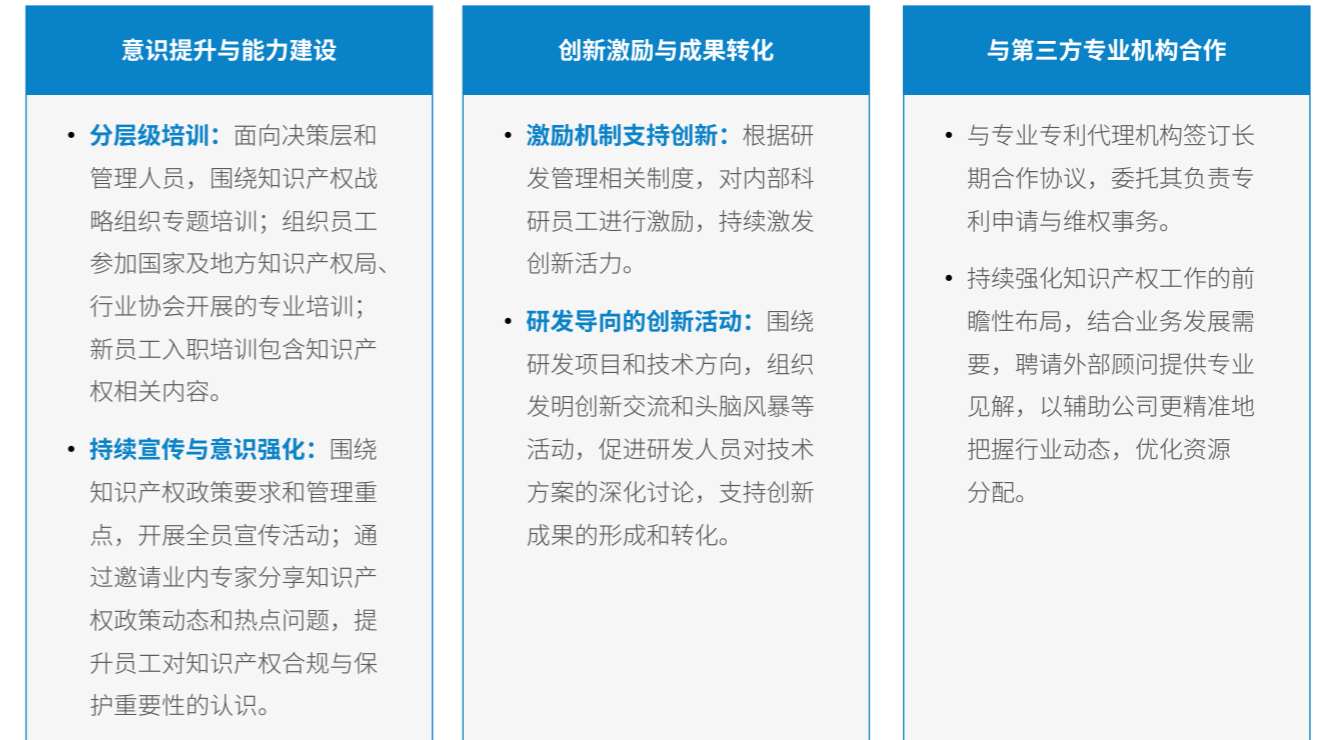 意识提升与能力建设
• 分层级培训：面向决策层和
管理人员，围绕知识产权战
略组织专题培训；组织员工
参加国家及地方知识产权局、
行业协会开展的专业培训；
新员工入职培训包含知识产
权相关内容。
• 持续宣传与意识强化：围绕
知识产权政策要求和管理重
点，开展全员宣传活动；通
过邀请业内专家分享知识产
权政策动态和热点问题，提
升员工对知识产权合规与保
护重要性的认识。
创新激励与成果转化
• 激励机制支持创新：根据研
发管理相关制度，对内部科
研员工进行激励，持续激发
创新活力。
• 研发导向的创新活动：围绕
研发项目和技术方向，组织
发明创新交流和头脑风暴等
活动，促进研发人员对技术
方案的深化讨论，支持创新
成果的形成和转化。
与第三方专业机构合作
• 与专业专利代理机构签订长
期合作协议，委托其负责专
利申请与维权事务。
• 持续强化知识产权工作的前
瞻性布局，结合业务发展需
要，聘请外部顾问提供专业
见解，以辅助公司更精准地
把握行业动态，优化资源
分配。